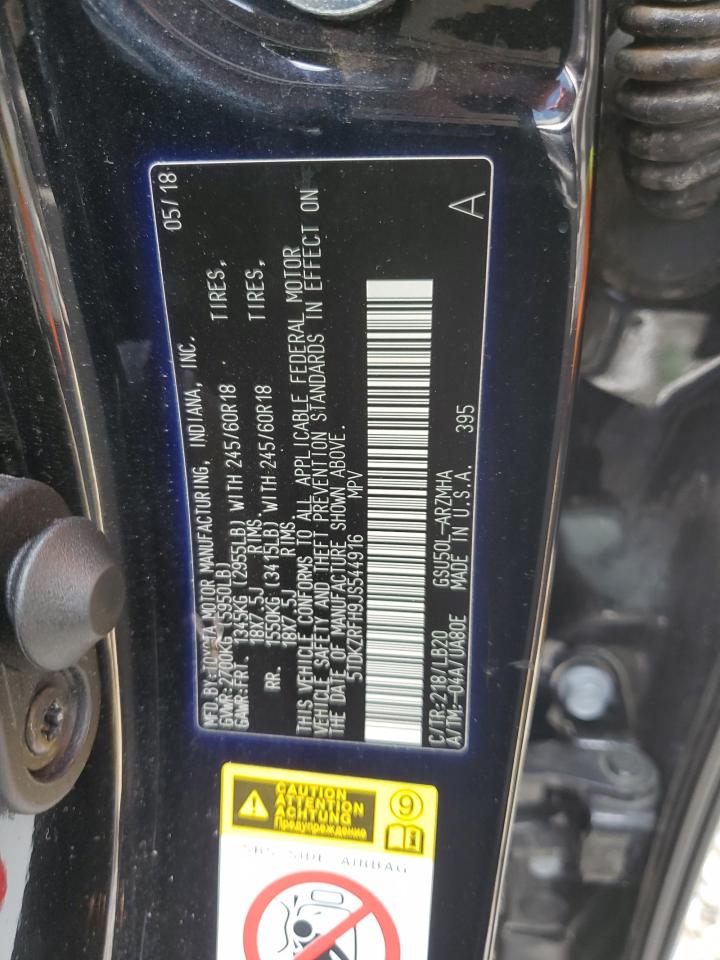 MFD.BY:TOYOTA MOTOR MANUFACTURING, INDIANA, INC. 05/18
GVWR:2700KG (5950LB)
GAWR:FRT. 1345KG (2955LB) WITH 245/60R18 TIRES,
18X7.5J RIMS.
RR. 1550KG (3415LB) WITH 245/60R18 TIRES,
18X7.5J RIMS.
THIS VEHICLE CONFORMS TO ALL APPLICABLE FEDERAL MOTOR
VEHICLE SAFETY AND THEFT PREVENTION STANDARDS IN EFFECT ON
THE DATE OF MANUFACTURE SHOWN ABOVE.
5TDKZRFH9JS544916 MPV
C/TR:218/LB20 GSU50L-ARZMHA
A/TM:-04A/UA80E MADE IN U.S.A. 395 A
CAUTION
ATTENTION
ACHTUNG
Предупреждение
9
SRS SIDE AIRBAG